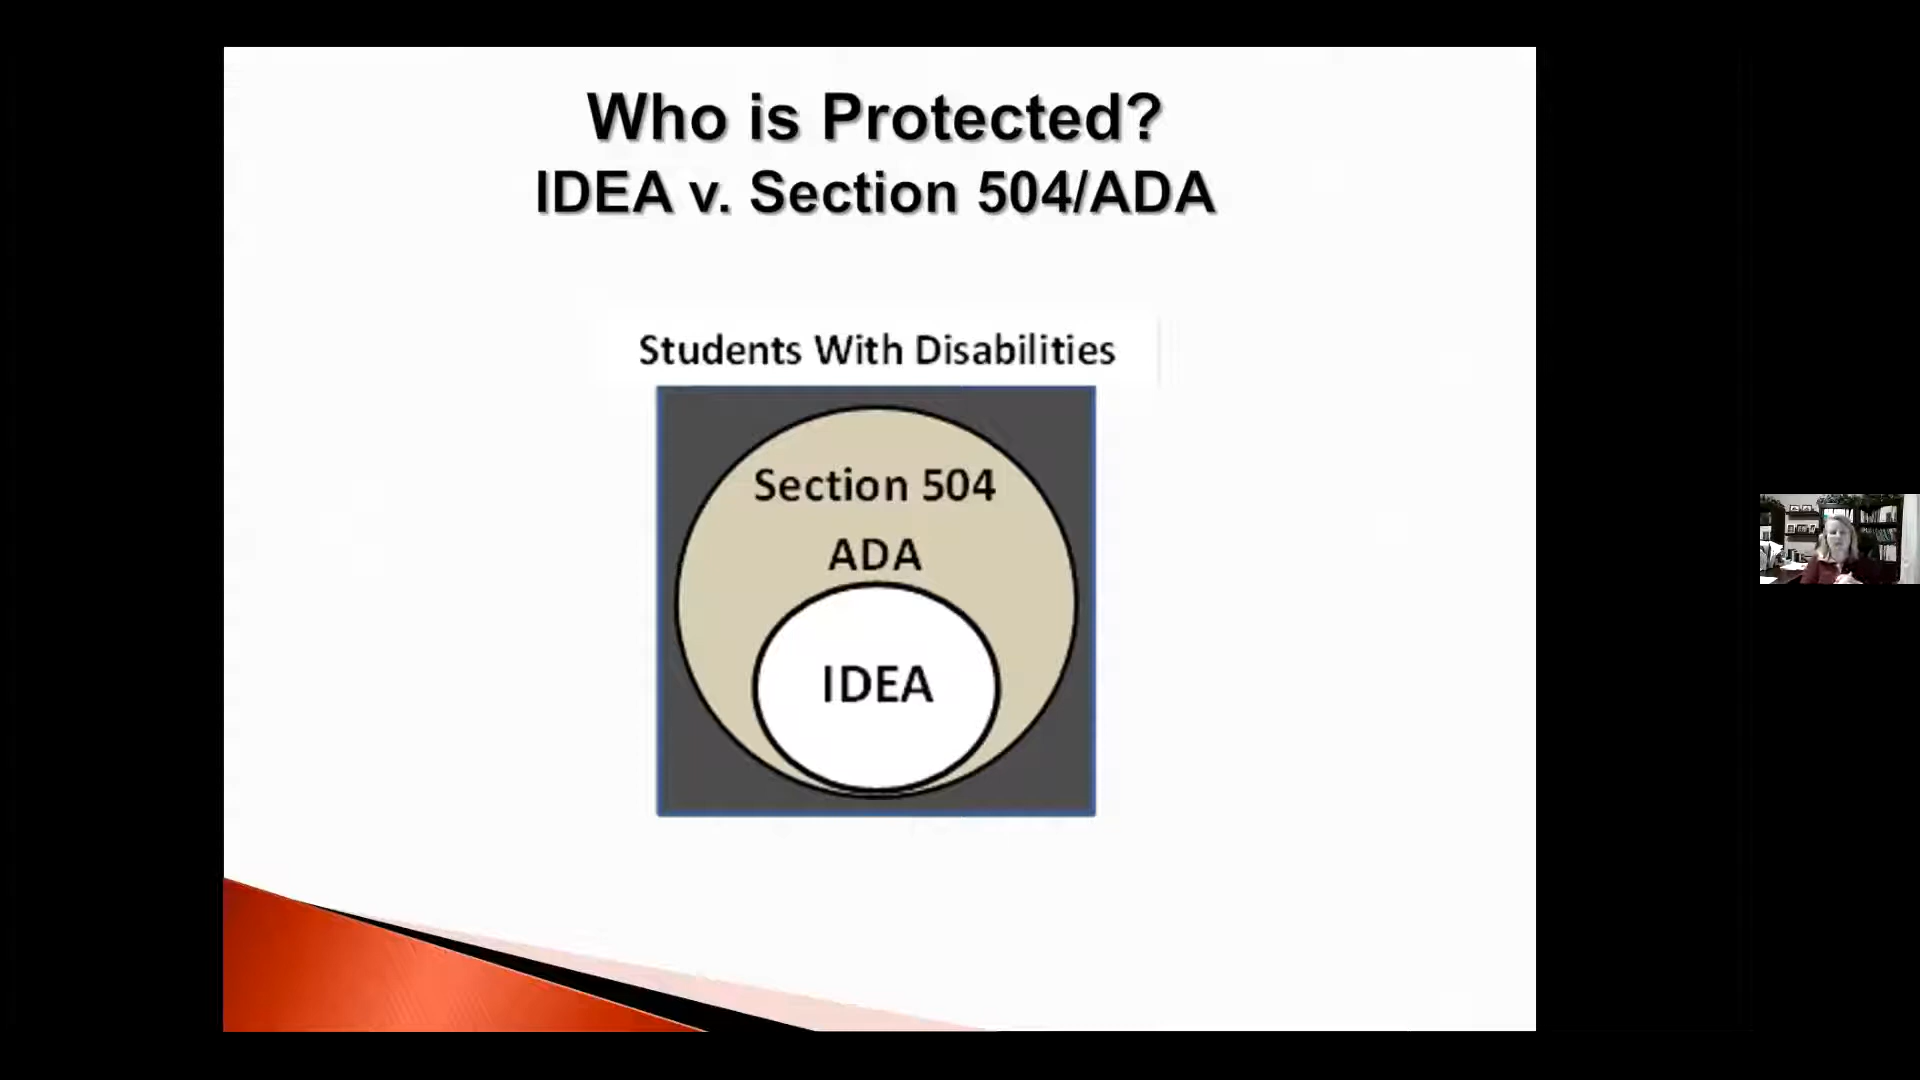 Who is Protected?
IDEA v. Section 504/ADA
Students With Disabilities
Section 504
ADA
IDEA